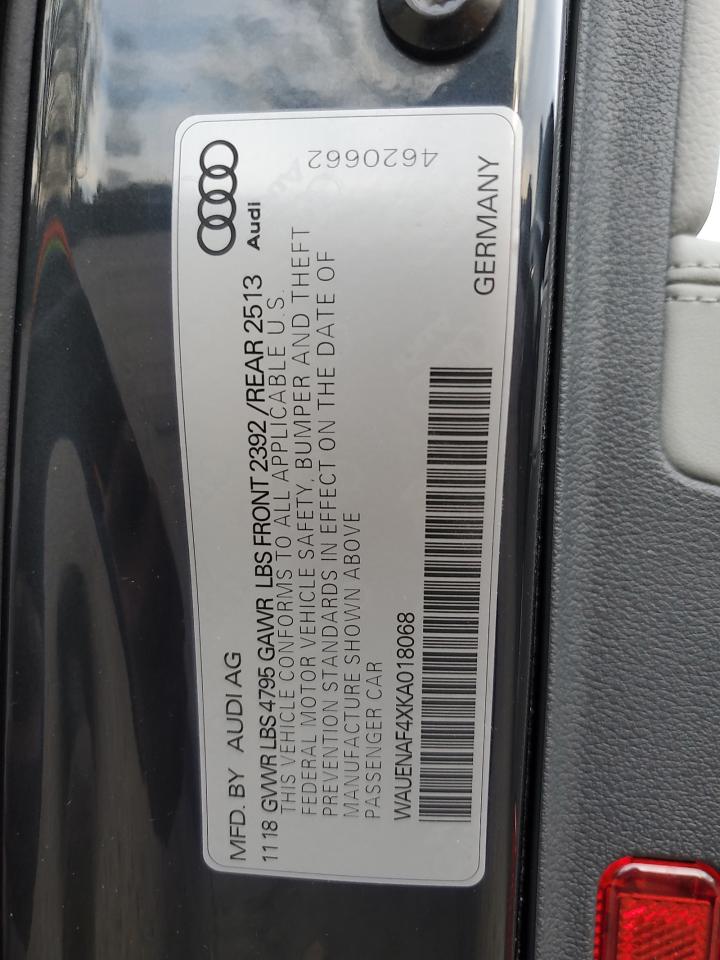 MFD. BY AUDI AG
11 18 GVWR LBS 4795 GAWR LBS FRONT 2392 /REAR 2513
THIS VEHICLE CONFORMS TO ALL APPLICABLE U.S.
FEDERAL MOTOR VEHICLE SAFETY, BUMPER AND THEFT
PREVENTION STANDARDS IN EFFECT ON THE DATE OF
MANUFACTURE SHOWN ABOVE
PASSENGER CAR
WAUENAF4XKA018068
GERMANY
Audi
4620662